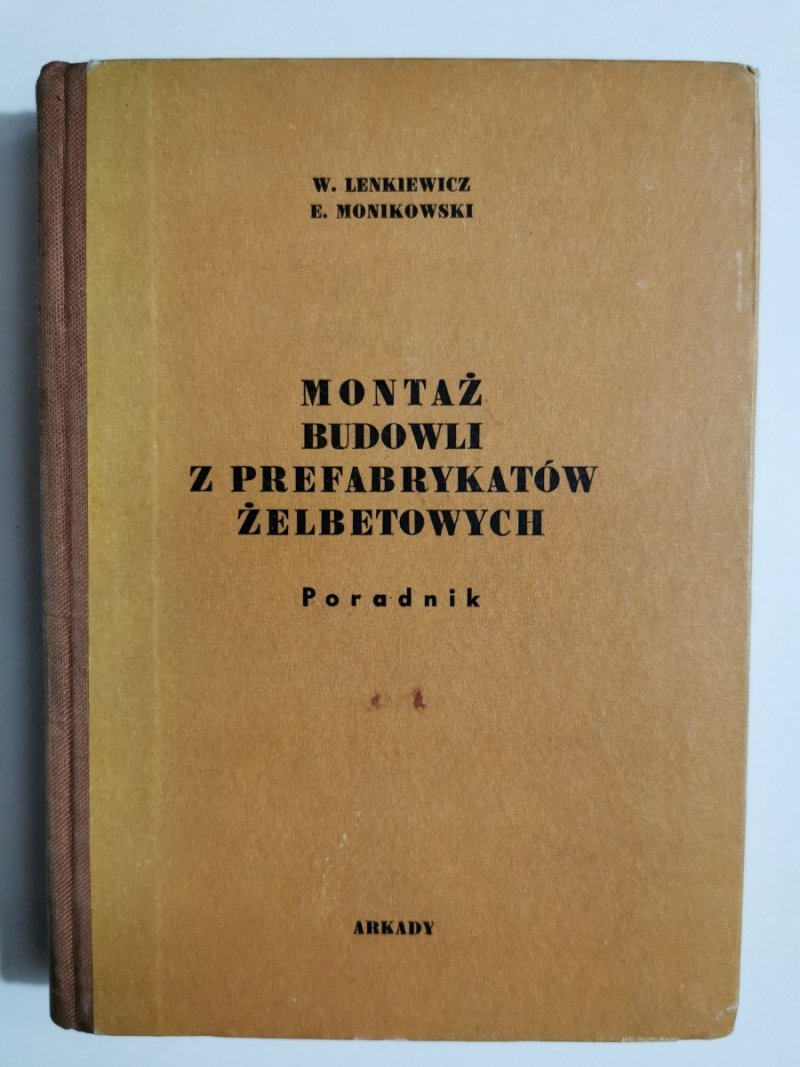 W. LENKIEWICZ
E. MONIKOWSKI
MONTAŻ
BUDOWLI
Z PREFABRYKATÓW
ŻELBETOWYCH
Poradnik
ARKADY